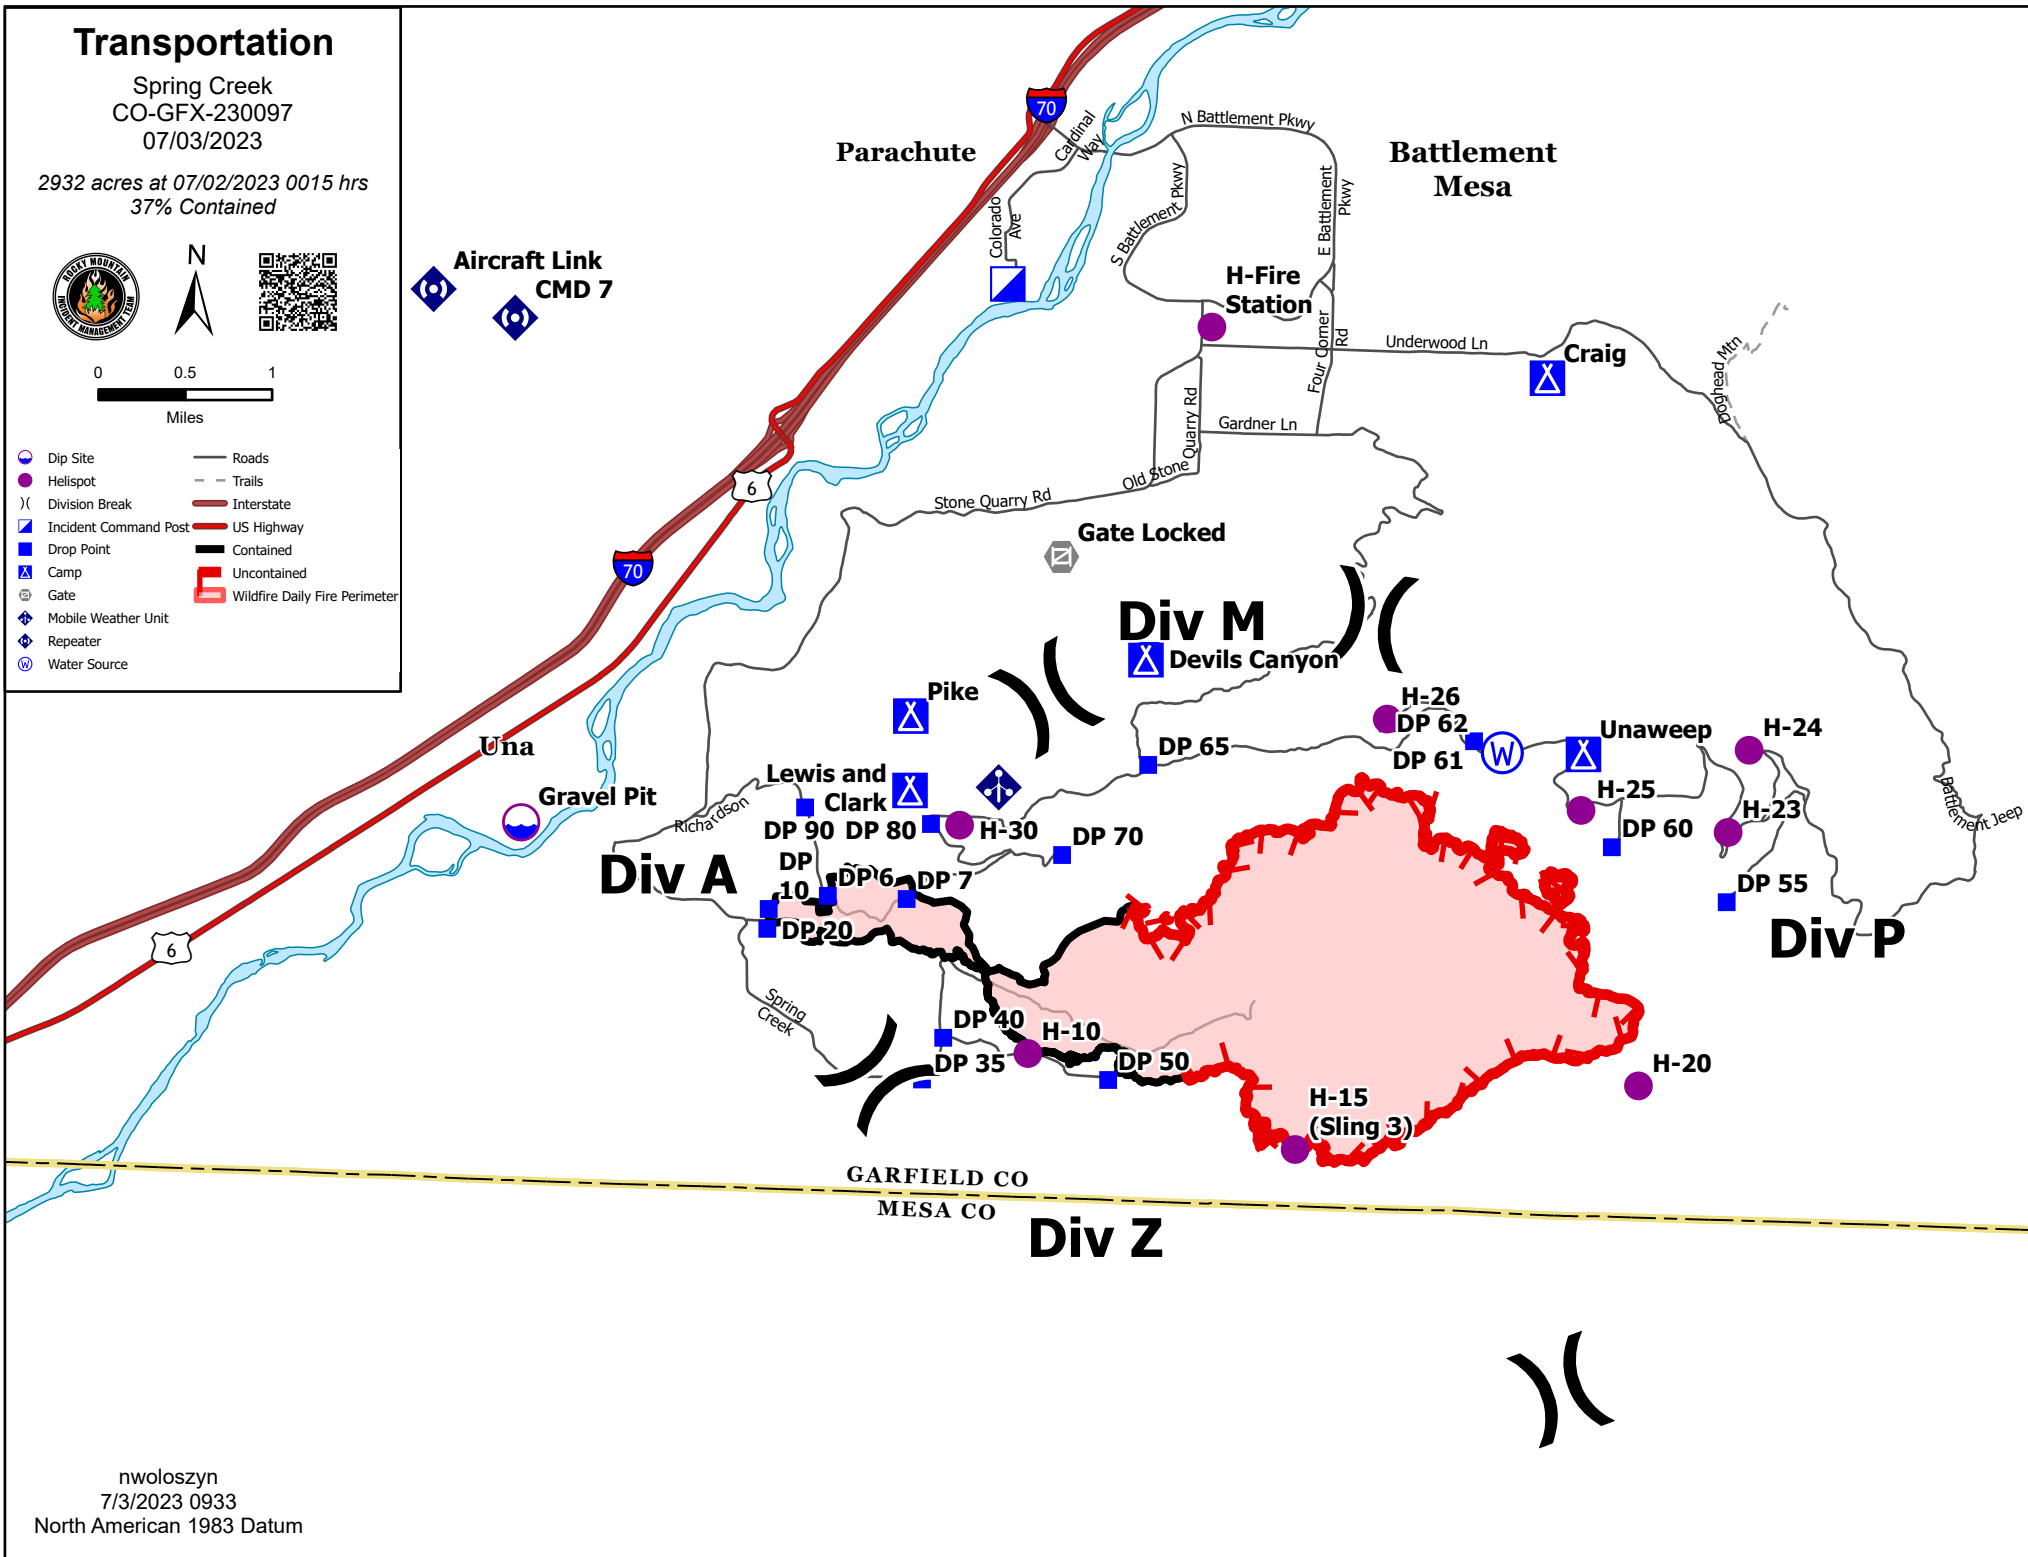 Transportation
Spring Creek
CO-GFX-230097
07/03/2023
2932 acres at 07/02/2023 0015 hrs
37% Contained
ROCKY MOUNTAIN
INCIDENT MANAGEMENT TEAM
N
0 0.5 1
Miles
Dip Site
Helispot
Division Break
Incident Command Post
Drop Point
Camp
Gate
Mobile Weather Unit
Repeater
W Water Source
Roads
Trails
Interstate
US Highway
Contained
Uncontained
Wildfire Daily Fire Perimeter
Aircraft Link
CMD 7
Parachute
Battlement
Mesa
70
Cardinal
Way
N Battlement Pkwy
Colorado
Ave
S Battlement Pkwy
E Battlement
Pkwy
H-Fire
Station
Four Corner
Rd
Underwood Ln
Craig
Doghead Mtn
Quarry Rd
Gardner Ln
Old Stone
Stone Quarry Rd
6
70
Gate Locked
Div M
Devils Canyon
Pike
Una
Gravel Pit
Lewis and
Clark
Richardson
DP 90
DP 80
H-30
DP 70
DP 65
H-26
DP 62
DP 61
W
Unaweep
H-24
H-25
H-23
DP 60
DP 55
Battlement Jeep
Div A
DP
10
DP 6
DP 7
DP 20
Div P
6
Spring
Creek
DP 40
H-10
DP 35
DP 50
H-15
(Sling 3)
H-20
GARFIELD CO
MESA CO
Div Z
nwoloszyn
7/3/2023 0933
North American 1983 Datum